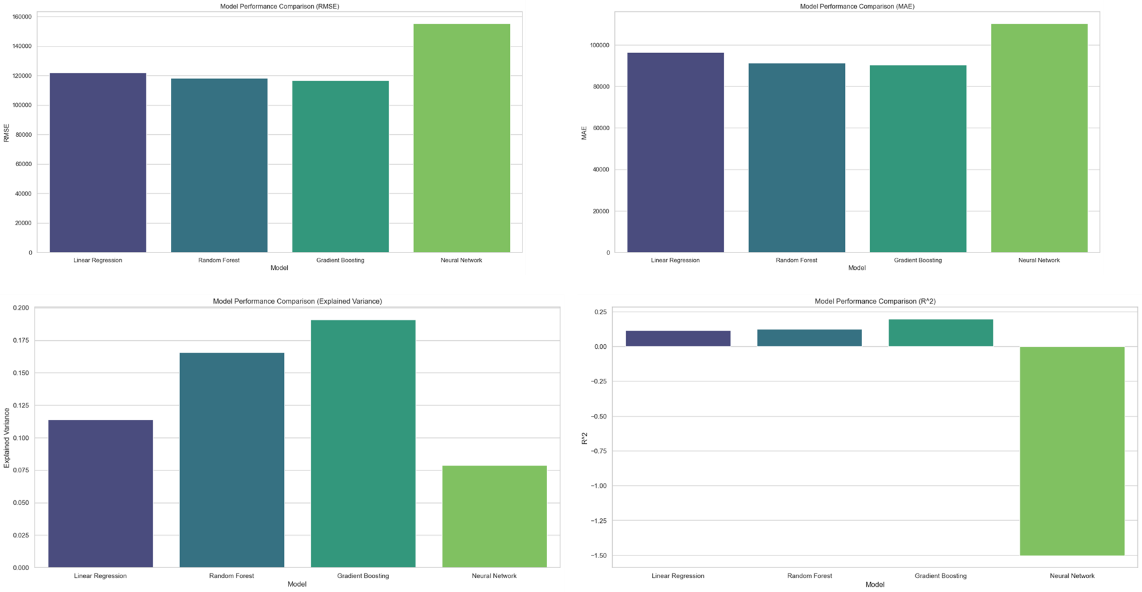 Model Performance Comparison (RMSE)
160000
140000
120000
100000
80000
60000
40000
20000
0
RMSE
Linear Regression Random Forest Gradient Boosting Neural Network
Model
Model Performance Comparison (MAE)
100000
80000
60000
40000
20000
0
MAE
Linear Regression Random Forest Gradient Boosting Neural Network
Model
Model Performance Comparison (Explained Variance)
0.200
0.175
0.150
0.125
0.100
0.075
0.050
0.025
0.000
Explained Variance
Linear Regression Random Forest Gradient Boosting Neural Network
Model
Model Performance Comparison (R^2)
0.25
0.00
−0.25
−0.50
−0.75
−1.00
−1.25
−1.50
R^2
Linear Regression Random Forest Gradient Boosting Neural Network
Model